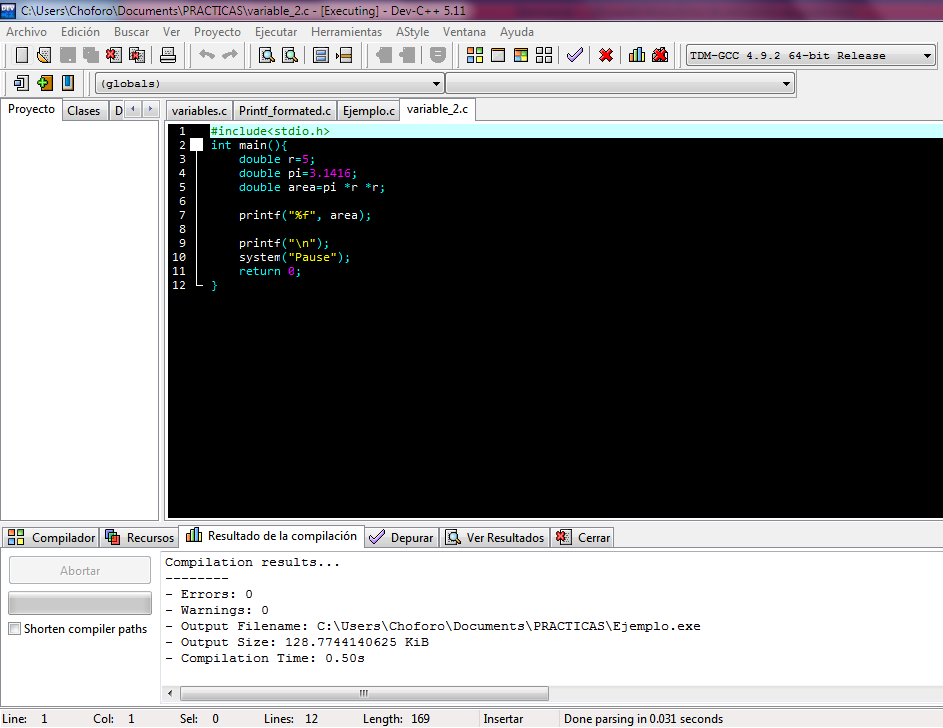 C:\Users\Choforo\Documents\PRACTICAS\variable_2.c - [Executing] - Dev-C++ 5.11
Archivo Edición Buscar Ver Proyecto Ejecutar Herramientas AStyle Ventana Ayuda
TDM-GCC 4.9.2 64-bit Release
(globals)
Proyecto Clases D
variables.c Printf_formated.c Ejemplo.c variable_2.c
1 #include<stdio.h>
2 int main(){
3 double r=5;
4 double pi=3.1416;
5 double area=pi *r *r;
6
7 printf("%f", area);
8
9 printf("\n");
10 system("Pause");
11 return 0;
12 }
Compilador Recursos Resultado de la compilación Depurar Ver Resultados Cerrar
Abortar
Shorten compiler paths
Compilation results...
--------
- Errors: 0
- Warnings: 0
- Output Filename: C:\Users\Choforo\Documents\PRACTICAS\Ejemplo.exe
- Output Size: 128.7744140625 KiB
- Compilation Time: 0.50s
Line: 1 Col: 1 Sel: 0 Lines: 12 Length: 169 Insertar Done parsing in 0.031 seconds